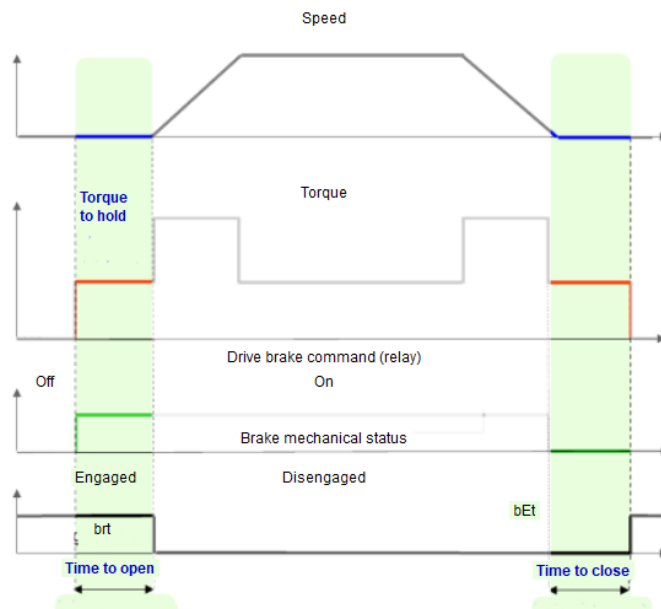 Speed
Torque
to hold
Torque
Drive brake command (relay)
Off
On
Brake mechanical status
Engaged
Disengaged
bEt
brt
Time to open
Time to close